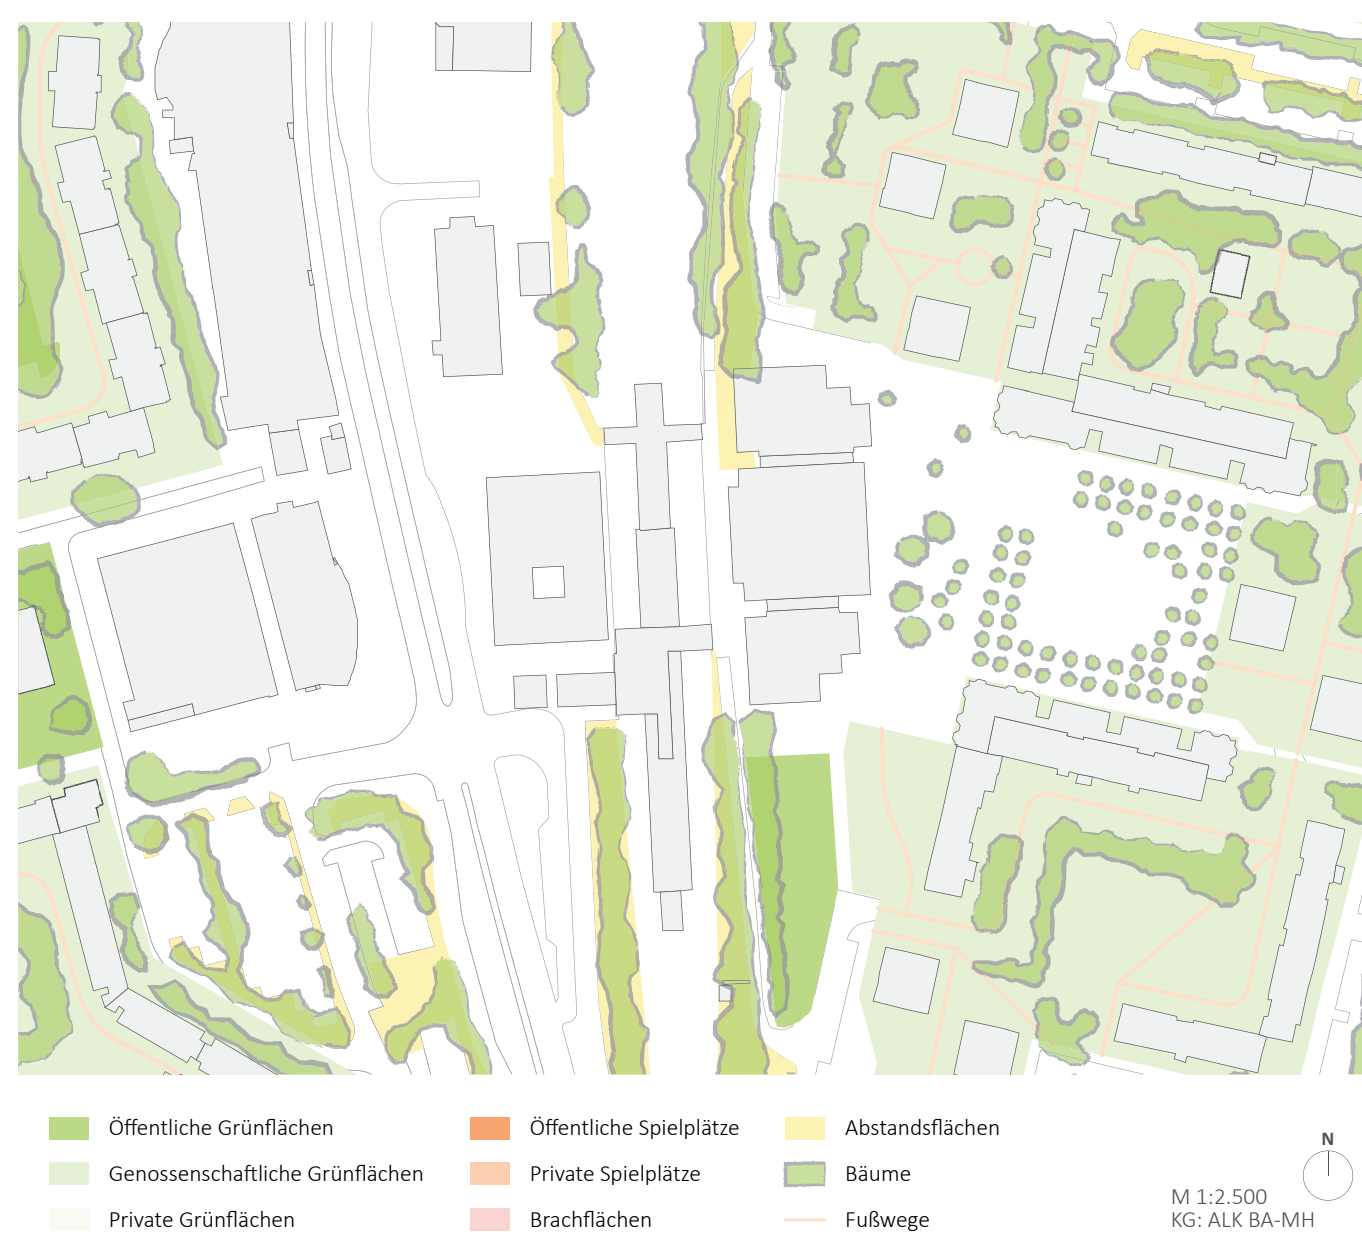 Öffentliche Grünflächen
Genossenschaftliche Grünflächen
Private Grünflächen
Öffentliche Spielplätze
Private Spielplätze
Brachflächen
Abstandsflächen
Bäume
Fußwege
N
M 1:2.500
KG: ALK BA-MH